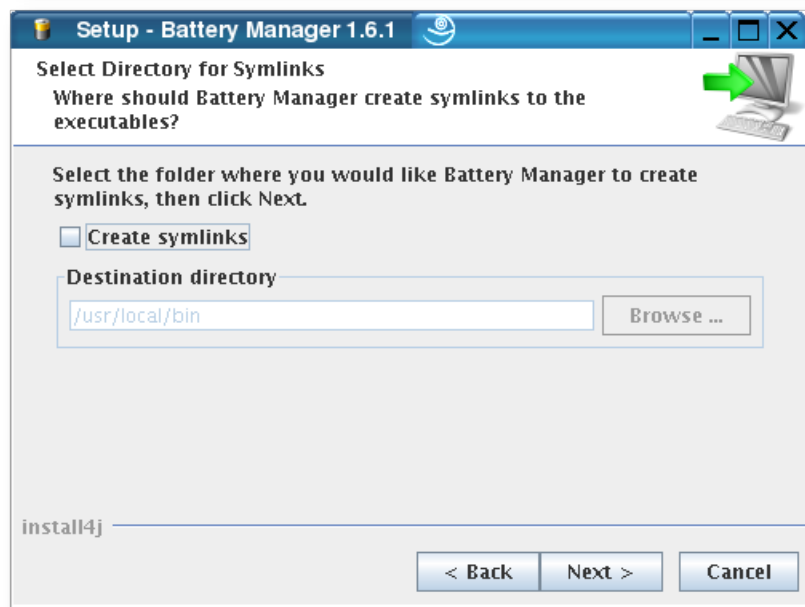 Setup - Battery Manager 1.6.1
Select Directory for Symlinks
Where should Battery Manager create symlinks to the
executables?
Select the folder where you would like Battery Manager to create
symlinks, then click Next.
Create symlinks
Destination directory
/usr/local/bin
Browse ...
install4j
< Back
Next >
Cancel